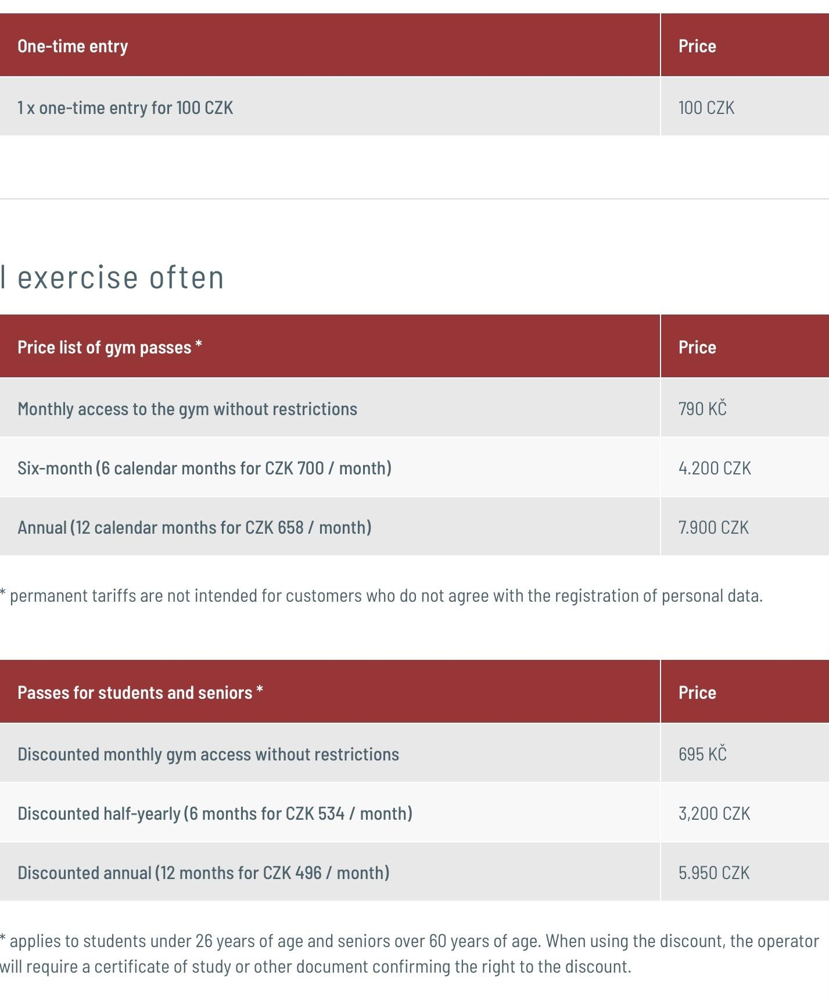 One-time entry Price
1 x one-time entry for 100 CZK 100 CZK
I exercise often
Price list of gym passes * Price
Monthly access to the gym without restrictions 790 KČ
Six-month (6 calendar months for CZK 700 / month) 4.200 CZK
Annual (12 calendar months for CZK 658 / month) 7.900 CZK
* permanent tariffs are not intended for customers who do not agree with the registration of personal data.
Passes for students and seniors * Price
Discounted monthly gym access without restrictions 695 KČ
Discounted half-yearly (6 months for CZK 534 / month) 3,200 CZK
Discounted annual (12 months for CZK 496 / month) 5.950 CZK
* applies to students under 26 years of age and seniors over 60 years of age. When using the discount, the operator
will require a certificate of study or other document confirming the right to the discount.